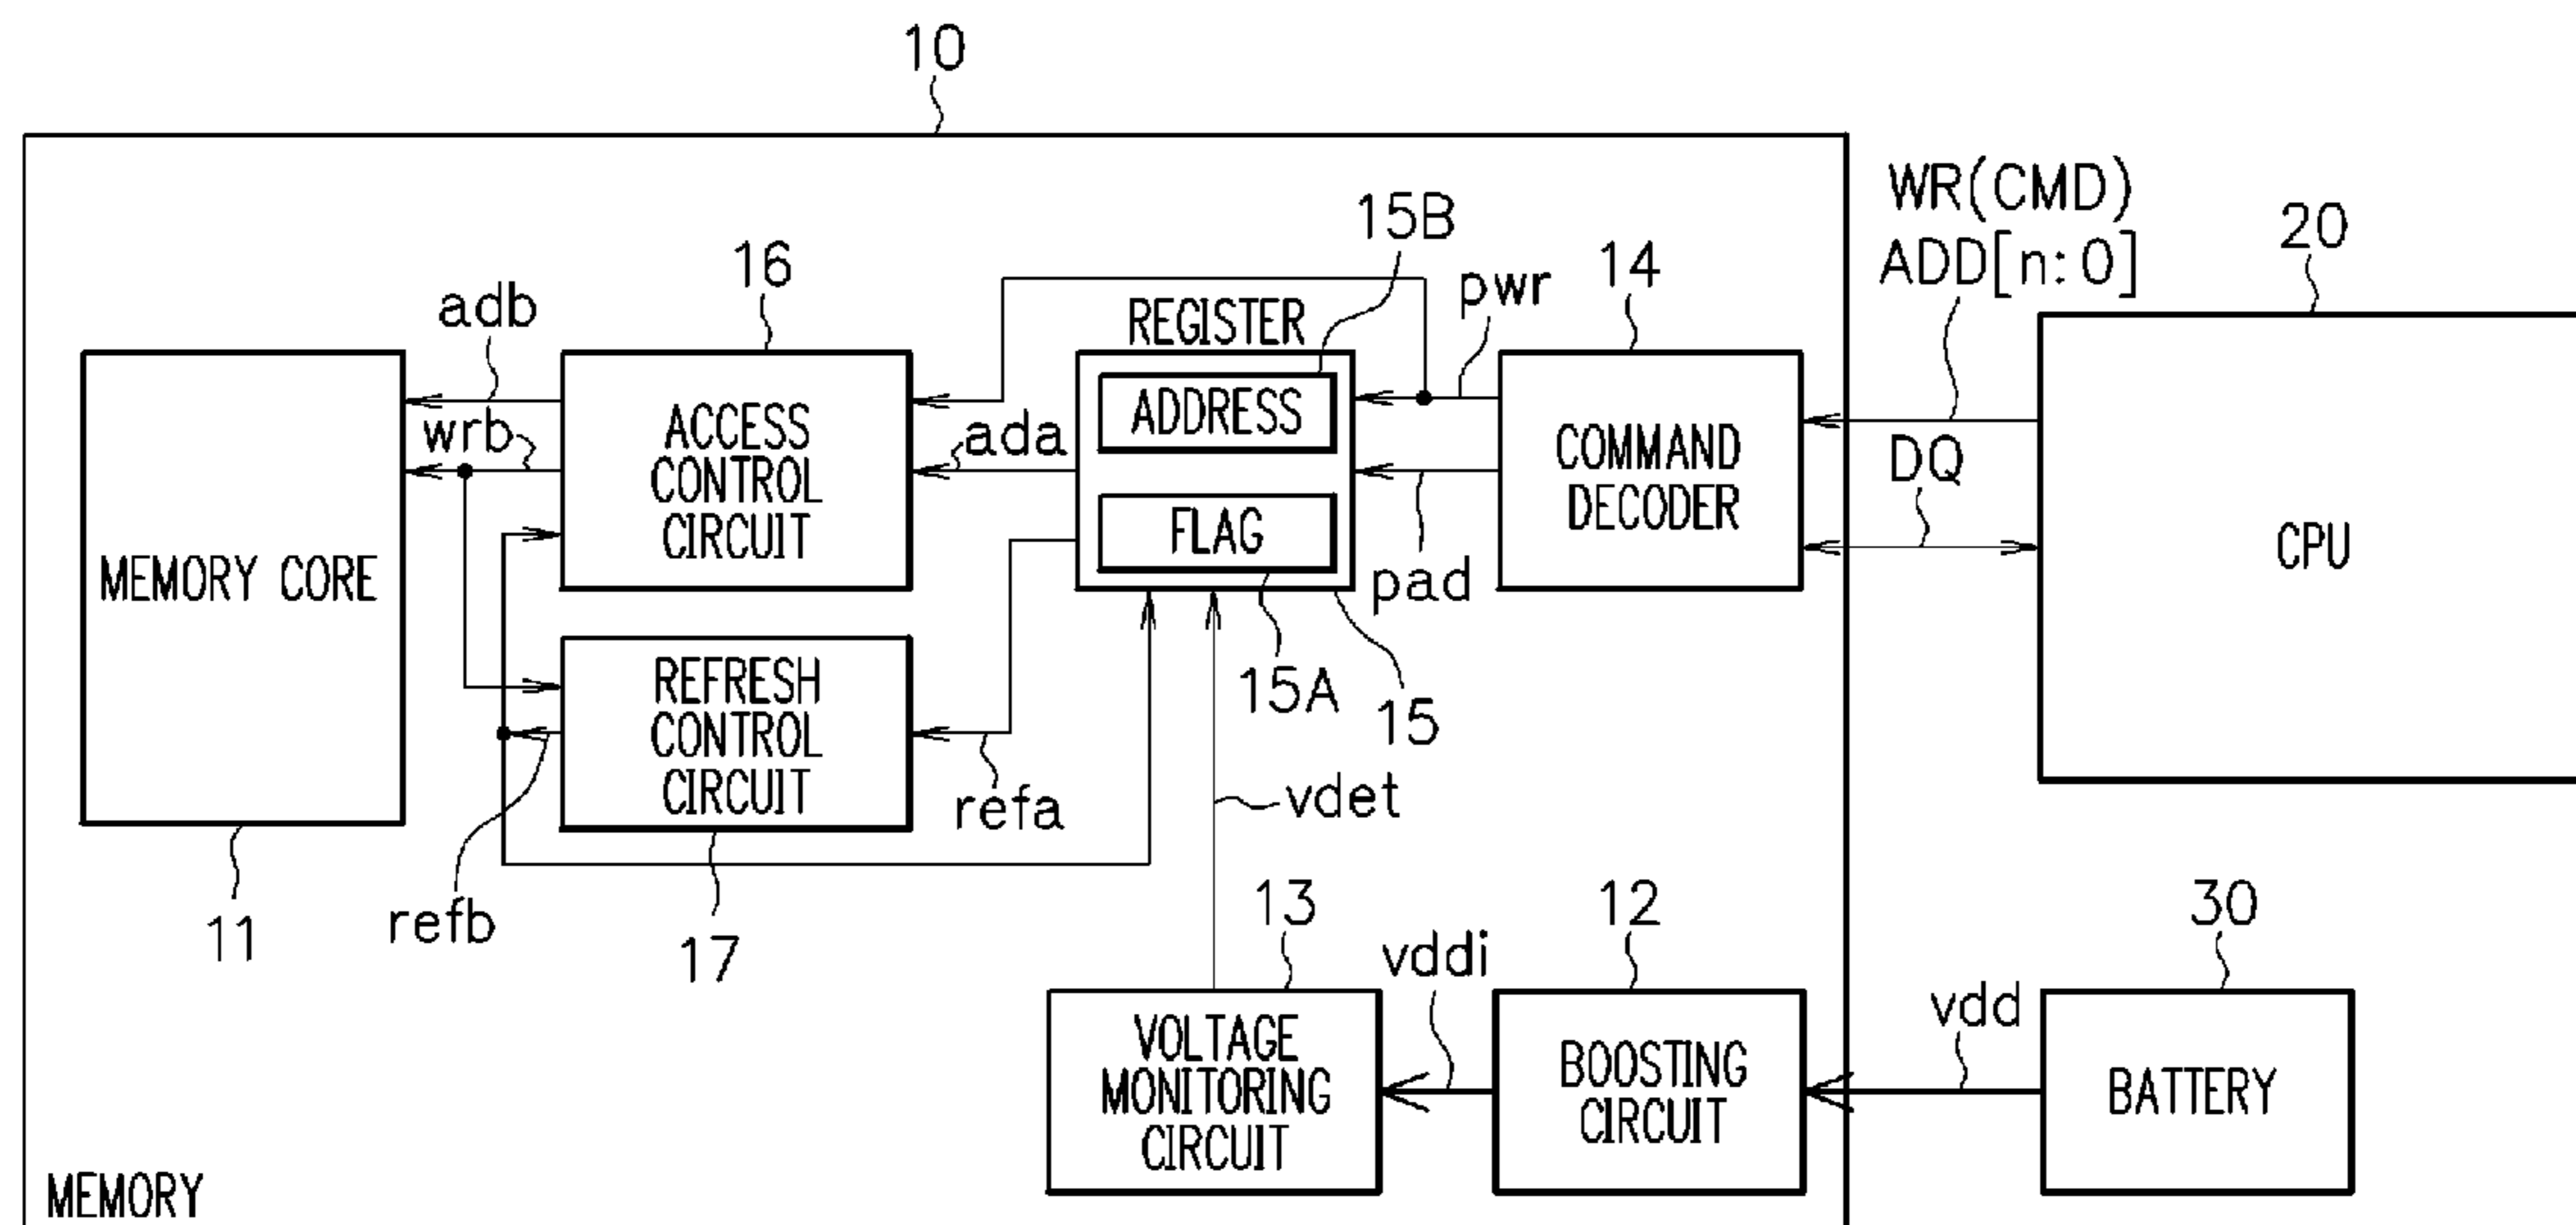 10
WR(CMD)
ADD[n:0]
15B
20
16
14
adb
REGISTER
pwr
ADDRESS
wrb
ACCESS
CONTROL
CIRCUIT
ada
COMMAND
DECODER
DQ
FLAG
CPU
MEMORY CORE
pad
REFRESH
CONTROL
CIRCUIT
15A
15
refa
vdet
11
refb
17
13
12
30
vddi
vdd
VOLTAGE
MONITORING
CIRCUIT
BOOSTING
CIRCUIT
BATTERY
MEMORY